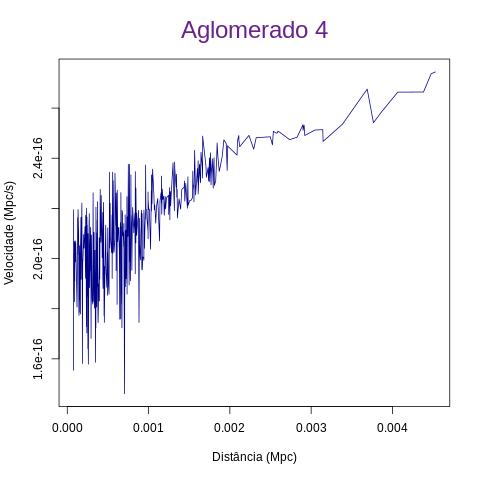 Aglomerado 4
Velocidade (Mpc/s)
2.4e-16
2.0e-16
1.6e-16
0.000 0.001 0.002 0.003 0.004
Distância (Mpc)